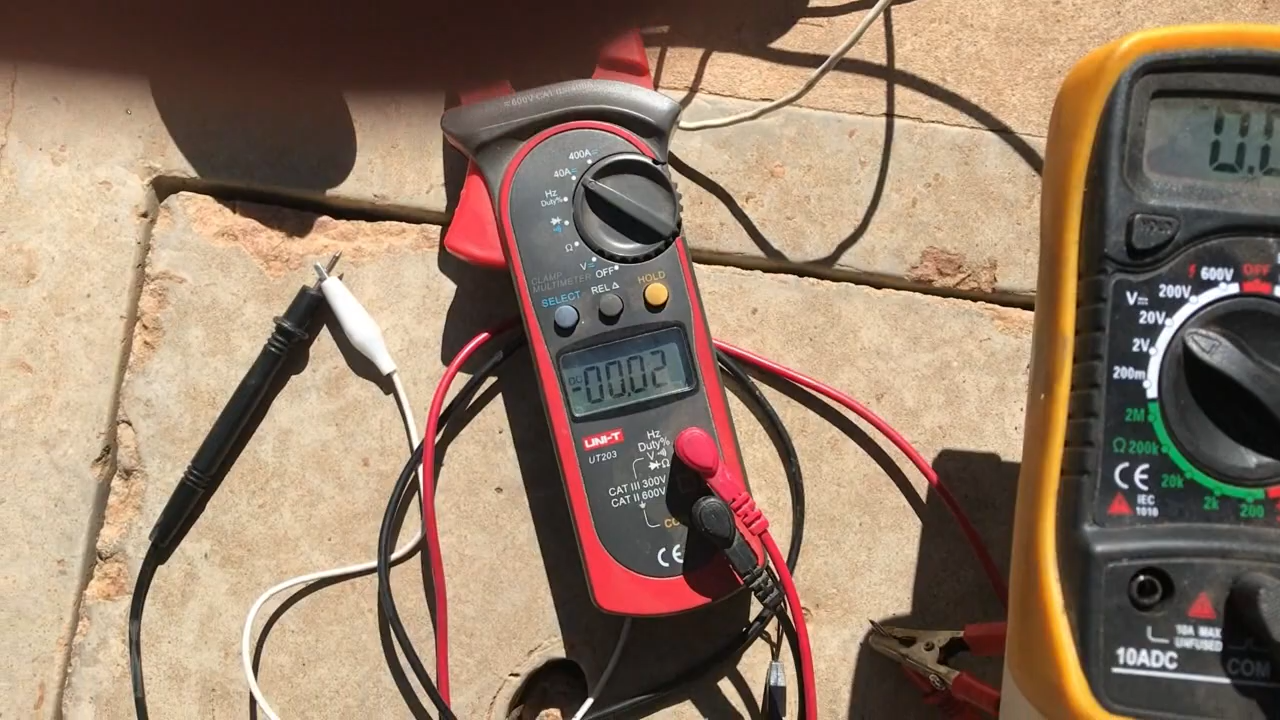 400A
40A
Hz
Duty%
Ω
V
OFF
CLAMP
MULTIMETER
SELECT
REL Δ
HOLD
DC
-00.02
UNI-T
UT203
Hz
Duty%
V
Ω
CAT III 300V
CAT II 600V
CE
600V
OFF
V
200V
20V
2V
200m
2M
Ω 200k
20k
2k
200
CE
IEC
1010
10A MAX
UNFUSED
10ADC
COM